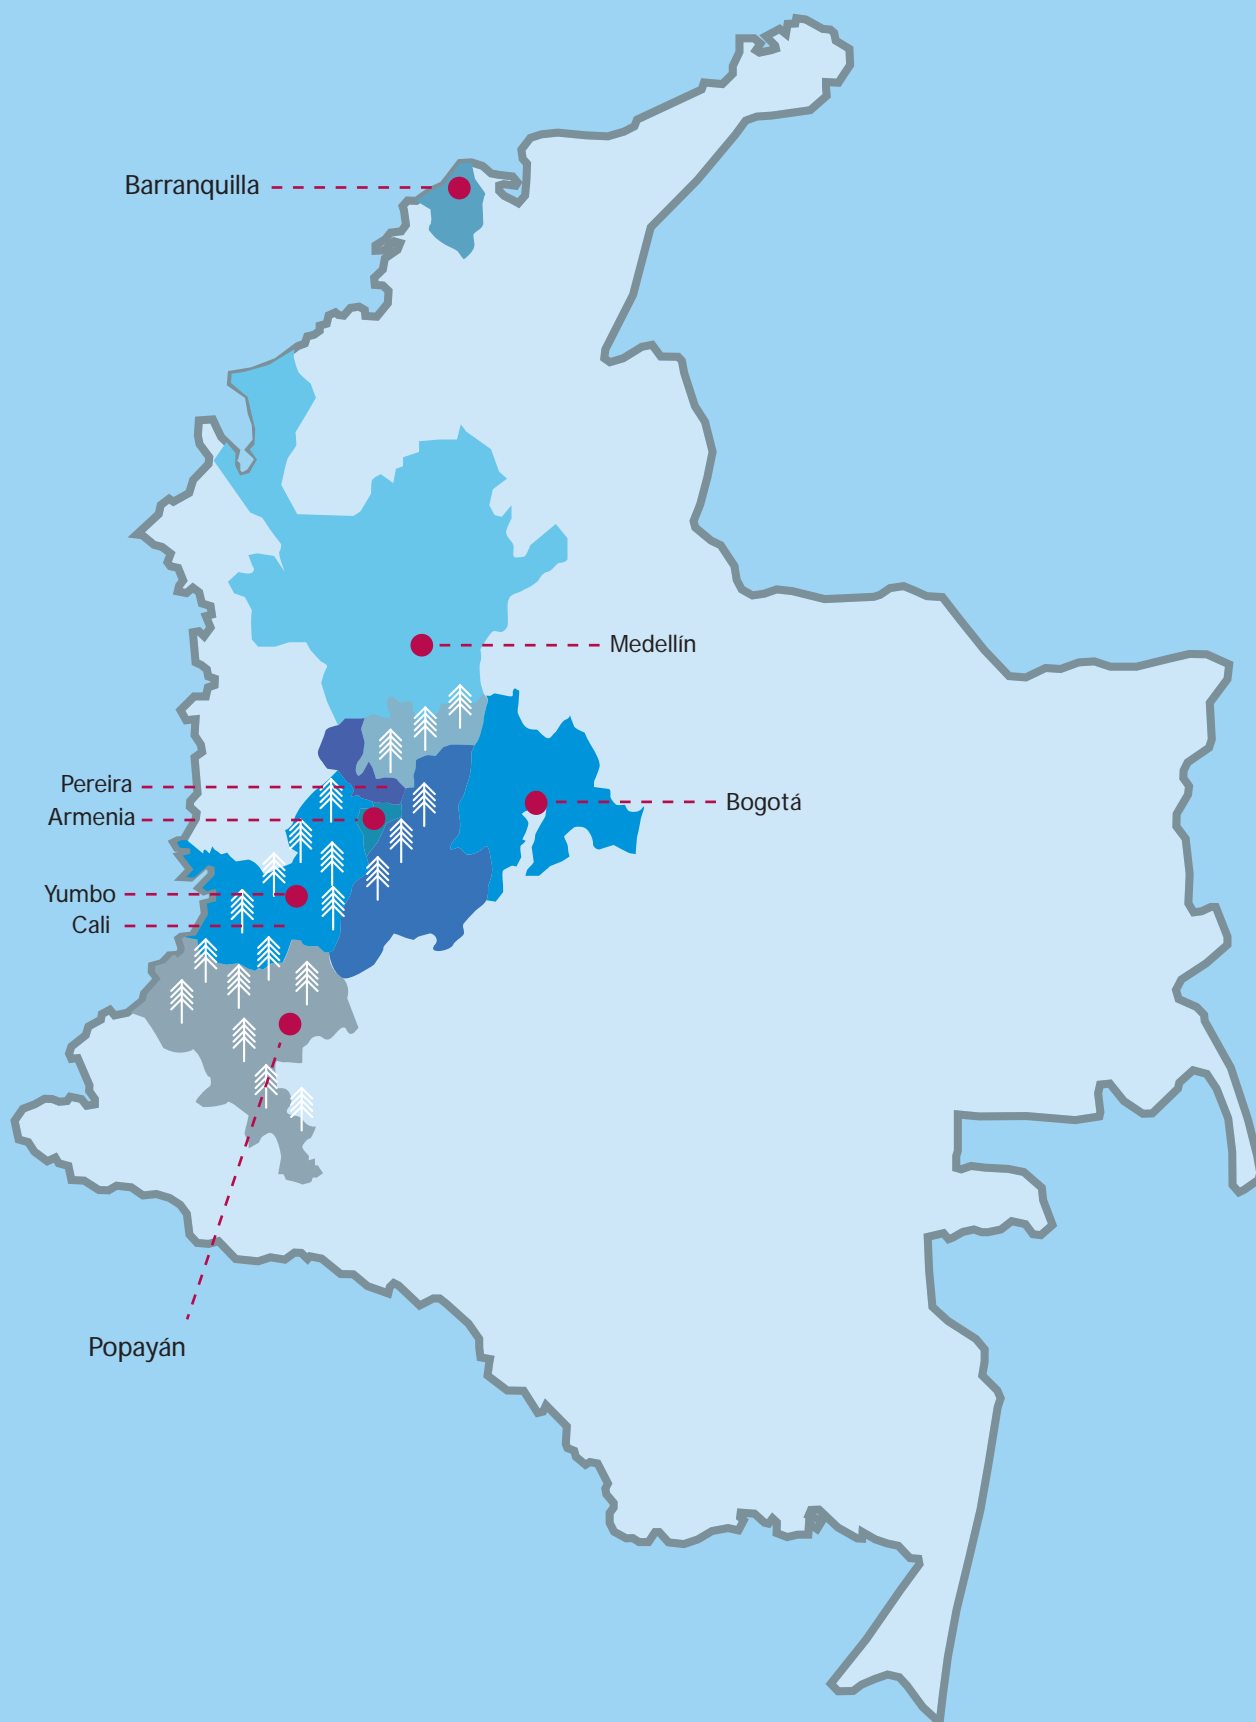 Barranquilla
Medellín
Pereira
Bogotá
Armenia
Yumbo
Cali
Popayán